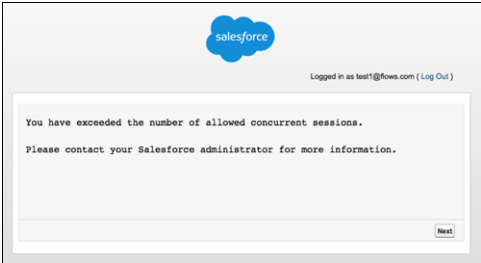 salesforce
Logged in as test1@flows.com ( Log Out )
You have exceeded the number of allowed concurrent sessions.
Please contact your Salesforce administrator for more information.
Next